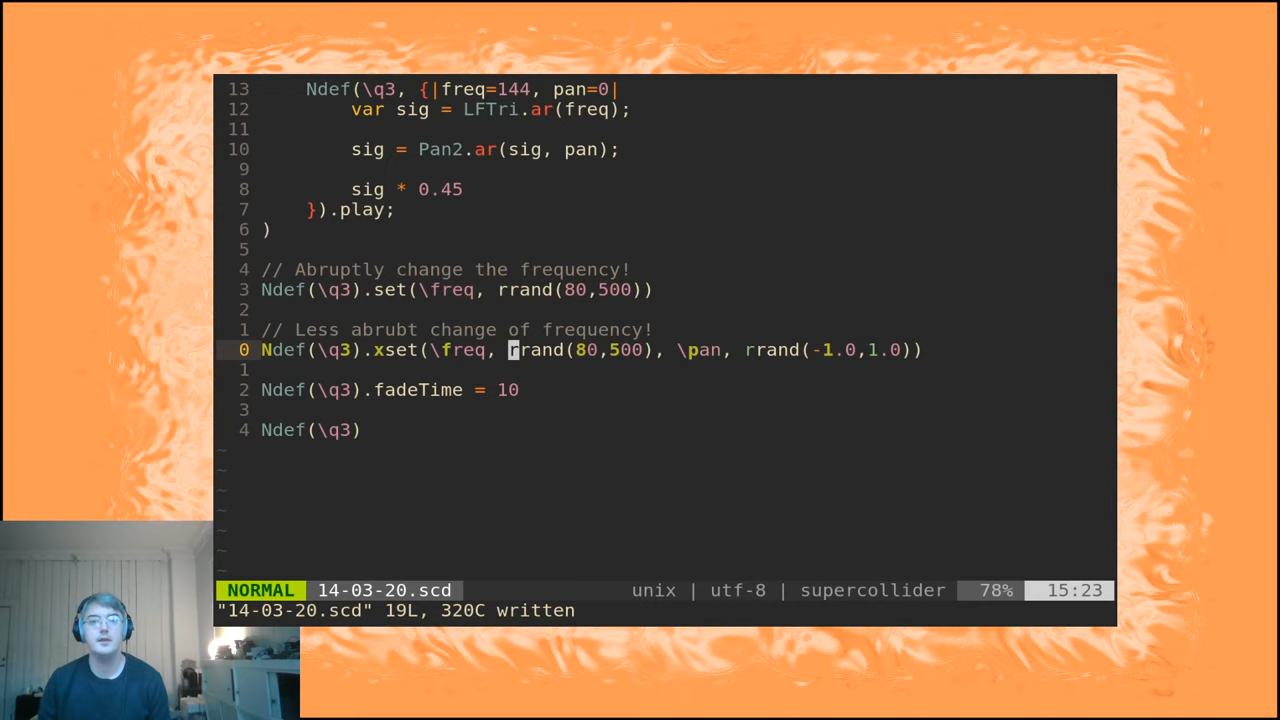 13     Ndef(\q3, {|freq=144, pan=0|
12         var sig = LFTri.ar(freq);
11
10         sig = Pan2.ar(sig, pan);
9
8         sig * 0.45
7     }).play;
6 )
5
4 // Abruptly change the frequency!
3 Ndef(\q3).set(\freq, rrand(80,500))
2
1 // Less abrubt change of frequency!
0 Ndef(\q3).xset(\freq, rrand(80,500), \pan, rrand(-1.0,1.0))
1
2 Ndef(\q3).fadeTime = 10
3
4 Ndef(\q3)
~
~
~
~
~
~
~
NORMAL 14-03-20.scd unix | utf-8 | supercollider 78% 15:23
"14-03-20.scd" 19L, 320C written